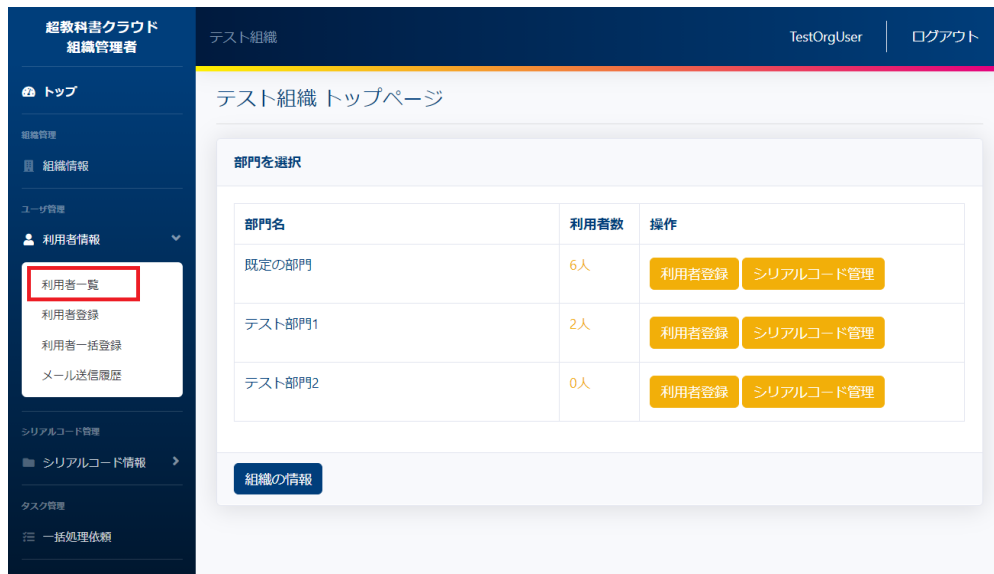 超教科書クラウド
組織管理者
テスト組織
TestOrgUser
ログアウト
トップ
組織管理
組織情報
ユーザ管理
利用者情報
利用者一覧
利用者登録
利用者一括登録
メール送信履歴
シリアルコード管理
シリアルコード情報
タスク管理
一括処理依頼
テスト組織 トップページ
部門を選択
部門名 利用者数 操作
既定の部門 6人 利用者登録 シリアルコード管理
テスト部門1 2人 利用者登録 シリアルコード管理
テスト部門2 0人 利用者登録 シリアルコード管理
組織の情報